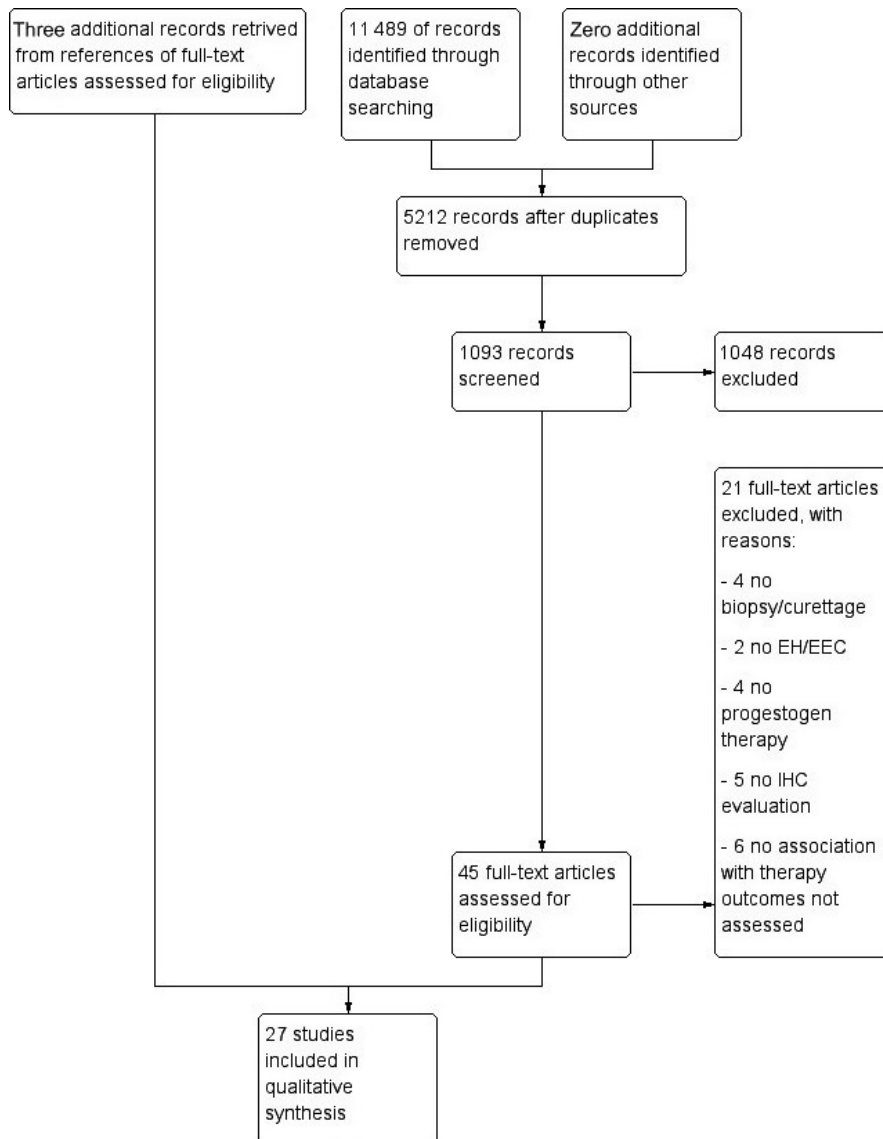 Three additional records retrived
from references of full-text
articles assessed for eligibility
11 489 of records
identified through
database
searching
Zero additional
records identified
through other
sources
5212 records after duplicates
removed
1093 records
screened
1048 records
excluded
21 full-text articles
excluded, with
reasons:
- 4 no
biopsy/curettage
- 2 no EH/EEC
- 4 no
progestogen
therapy
- 5 no IHC
evaluation
- 6 no association
with therapy
outcomes not
assessed
45 full-text articles
assessed for
eligibility
27 studies
included in
qualitative
synthesis